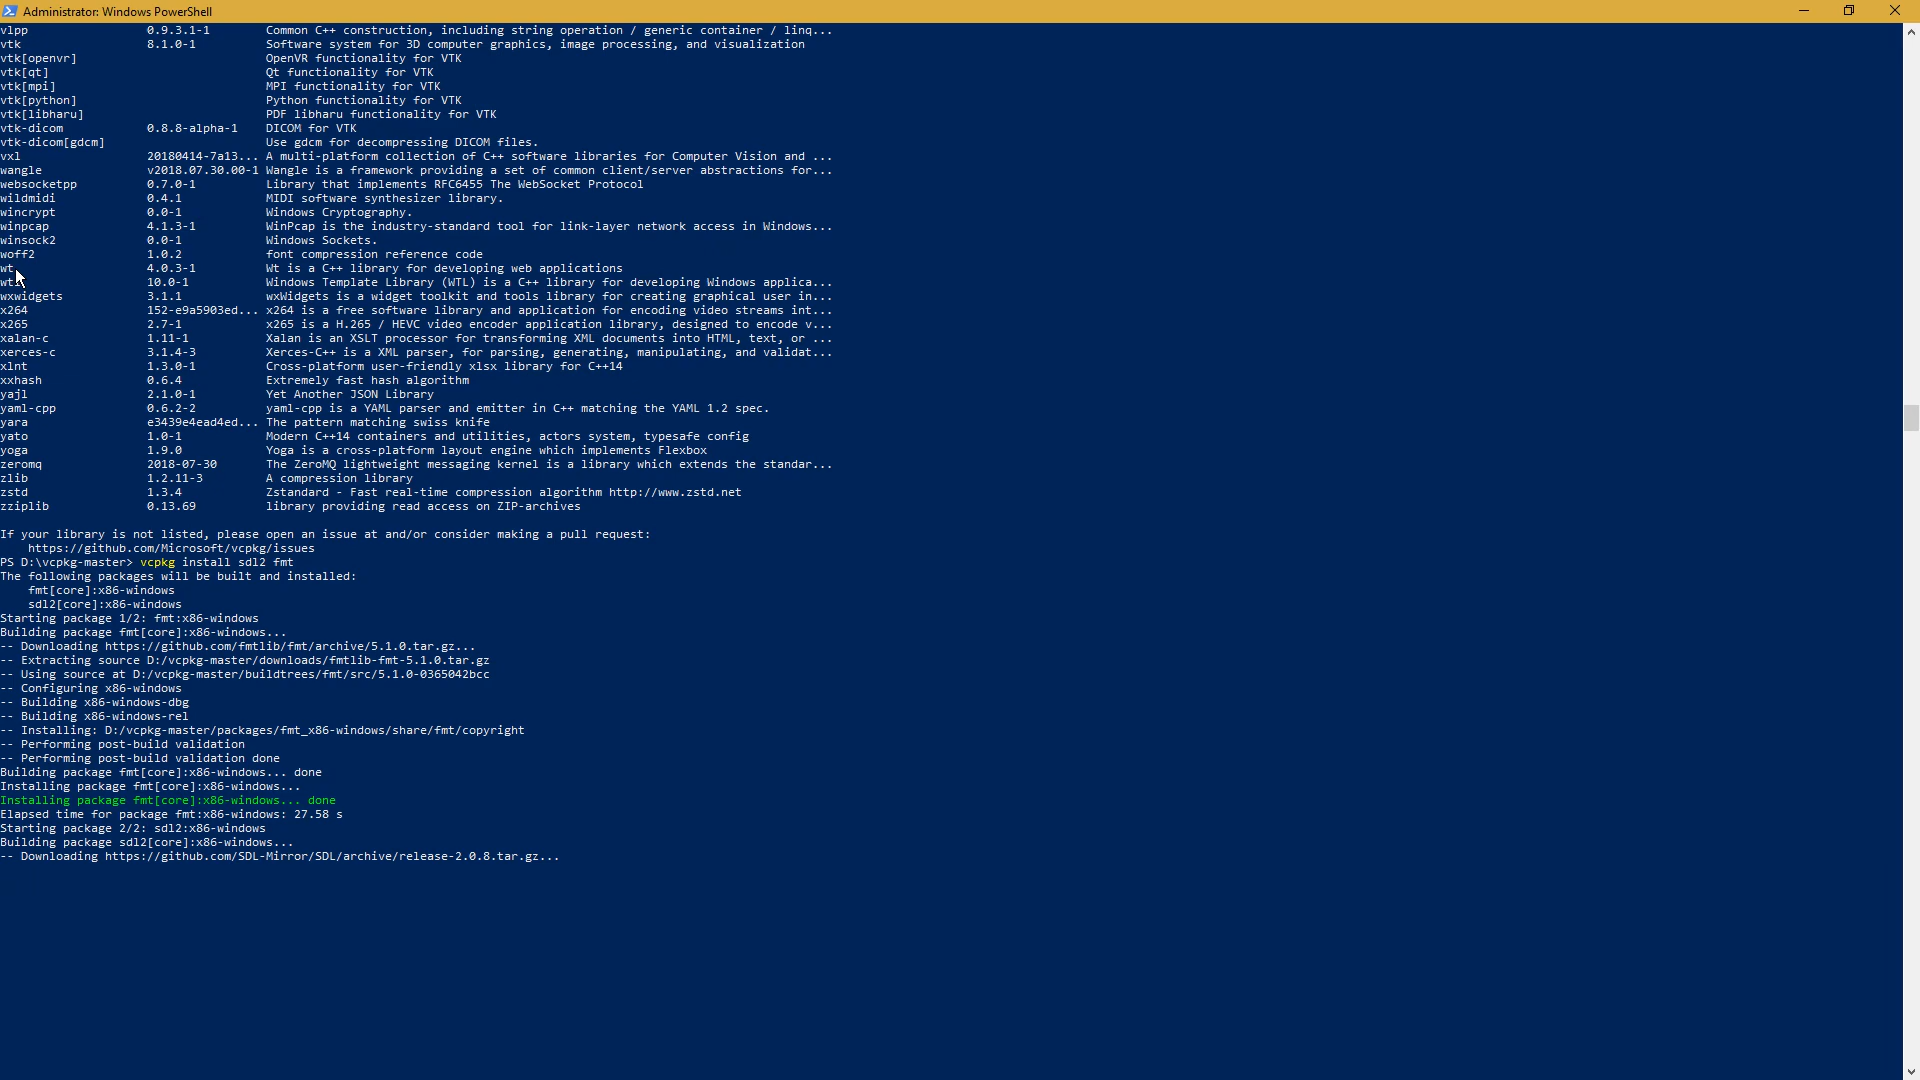 Administrator: Windows PowerShell
vlpp 0.9.3.1-1 Common C++ construction, including string operation / generic container / linq...
vtk 8.1.0-1 Software system for 3D computer graphics, image processing, and visualization
vtk[openvr] OpenVR functionality for VTK
vtk[qt] Qt functionality for VTK
vtk[mpi] MPI functionality for VTK
vtk[python] Python functionality for VTK
vtk[libharu] PDF libharu functionality for VTK
vtk-dicom 0.8.8-alpha-1 DICOM for VTK
vtk-dicom[gdcm] Use gdcm for decompressing DICOM files.
vxl 20180414-7a13... A multi-platform collection of C++ software libraries for Computer Vision and ...
wangle v2018.07.30.00-1 Wangle is a framework providing a set of common client/server abstractions for...
websocketpp 0.7.0-1 Library that implements RFC6455 The WebSocket Protocol
wildmidi 0.4.1 MIDI software synthesizer library.
wincrypt 0.0-1 Windows Cryptography.
winpcap 4.1.3-1 WinPcap is the industry-standard tool for link-layer network access in Windows...
winsock2 0.0-1 Windows Sockets.
woff2 1.0.2 font compression reference code
wt 4.0.3-1 Wt is a C++ library for developing web applications
10.0-1 Windows Template Library (WTL) is a C++ library for developing Windows applica...
wxwidgets 3.1.1 wxWidgets is a widget toolkit and tools library for creating graphical user in...
x264 152-e9a5903ed... x264 is a free software library and application for encoding video streams int...
x265 2.7-1 x265 is a H.265 / HEVC video encoder application library, designed to encode v...
xalan-c 1.11-1 Xalan is an XSLT processor for transforming XML documents into HTML, text, or ...
xerces-c 3.1.4-3 Xerces-C++ is a XML parser, for parsing, generating, manipulating, and validat...
xlnt 1.3.0-1 Cross-platform user-friendly xlsx library for C++14
xxhash 0.6.4 Extremely fast hash algorithm
yajl 2.1.0-1 Yet Another JSON Library
yaml-cpp 0.6.2-2 yaml-cpp is a YAML parser and emitter in C++ matching the YAML 1.2 spec.
yara e3439e4ead4ed... The pattern matching swiss knife
yato 1.0-1 Modern C++14 containers and utilities, actors system, typesafe config
yoga 1.9.0 Yoga is a cross-platform layout engine which implements Flexbox
zeromq 2018-07-30 The ZeroMQ lightweight messaging kernel is a library which extends the standar...
zlib 1.2.11-3 A compression library
zstd 1.3.4 Zstandard - Fast real-time compression algorithm http://www.zstd.net
zziplib 0.13.69 library providing read access on ZIP-archives
If your library is not listed, please open an issue at and/or consider making a pull request:
https://github.com/Microsoft/vcpkg/issues
PS D:\vcpkg-master> vcpkg install sdl2 fmt
The following packages will be built and installed:
fmt[core]:x86-windows
sdl2[core]:x86-windows
Starting package 1/2: fmt:x86-windows
Building package fmt[core]:x86-windows...
-- Downloading https://github.com/fmtlib/fmt/archive/5.1.0.tar.gz...
-- Extracting source D:/vcpkg-master/downloads/fmtlib-fmt-5.1.0.tar.gz
-- Using source at D:/vcpkg-master/buildtrees/fmt/src/5.1.0-0365042bcc
-- Configuring x86-windows
-- Building x86-windows-dbg
-- Building x86-windows-rel
-- Installing: D:/vcpkg-master/packages/fmt_x86-windows/share/fmt/copyright
-- Performing post-build validation
-- Performing post-build validation done
Building package fmt[core]:x86-windows... done
Installing package fmt[core]:x86-windows...
Installing package fmt[core]:x86-windows... done
Elapsed time for package fmt:x86-windows: 27.58 s
Starting package 2/2: sdl2:x86-windows
Building package sdl2[core]:x86-windows...
-- Downloading https://github.com/SDL-Mirror/SDL/archive/release-2.0.8.tar.gz...